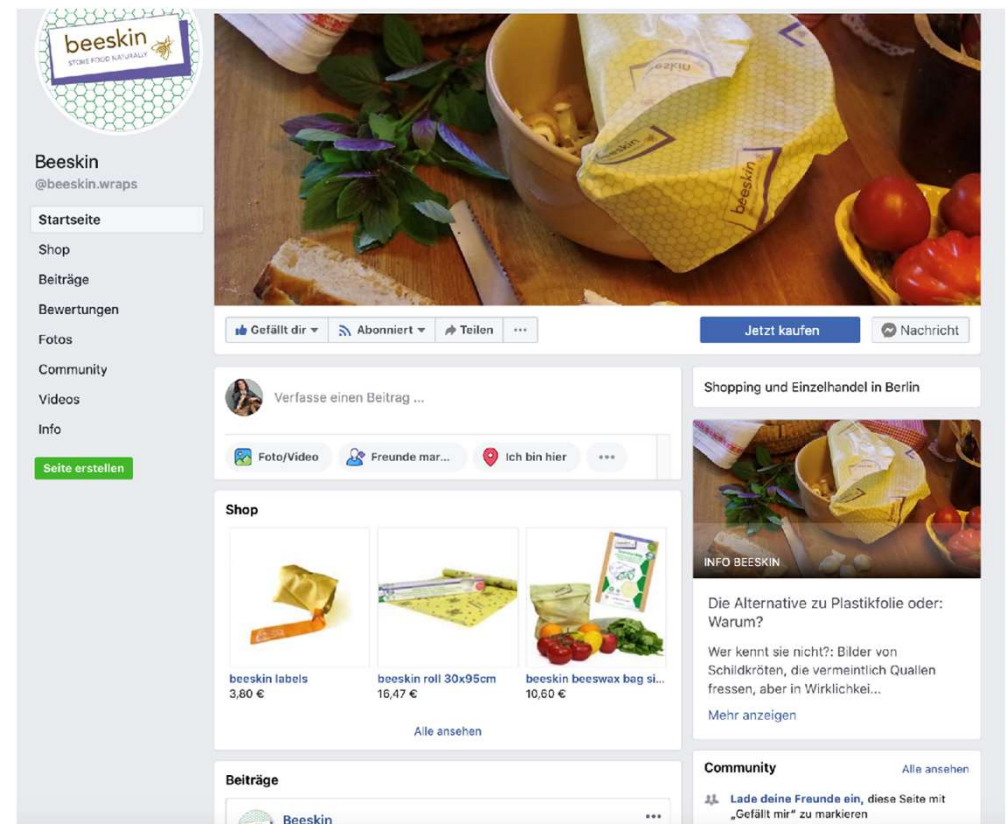 beeskin
STORE FOOD NATURALLY
Beeskin
@beeskin.wraps
Startseite
Shop
Beiträge
Bewertungen
Fotos
Community
Videos
Info
Seite erstellen
beeskin
beeskin
beeskin
Gefällt dir
Abonniert
Teilen
Jetzt kaufen
Nachricht
Verfasse einen Beitrag ...
Foto/Video
Freunde mar...
Ich bin hier
Shop
beeskin labels
3,80 €
beeskin roll 30x95cm
16,47 €
beeskin beeswax bag si...
10,60 €
Alle ansehen
Beiträge
Beeskin
Shopping und Einzelhandel in Berlin
INFO BEESKIN
Die Alternative zu Plastikfolie oder:
Warum?
Wer kennt sie nicht?: Bilder von
Schildkröten, die vermeintlich Quallen
fressen, aber in Wirklichkei...
Mehr anzeigen
Community
Alle ansehen
Lade deine Freunde ein, diese Seite mit
„Gefällt mir“ zu markieren